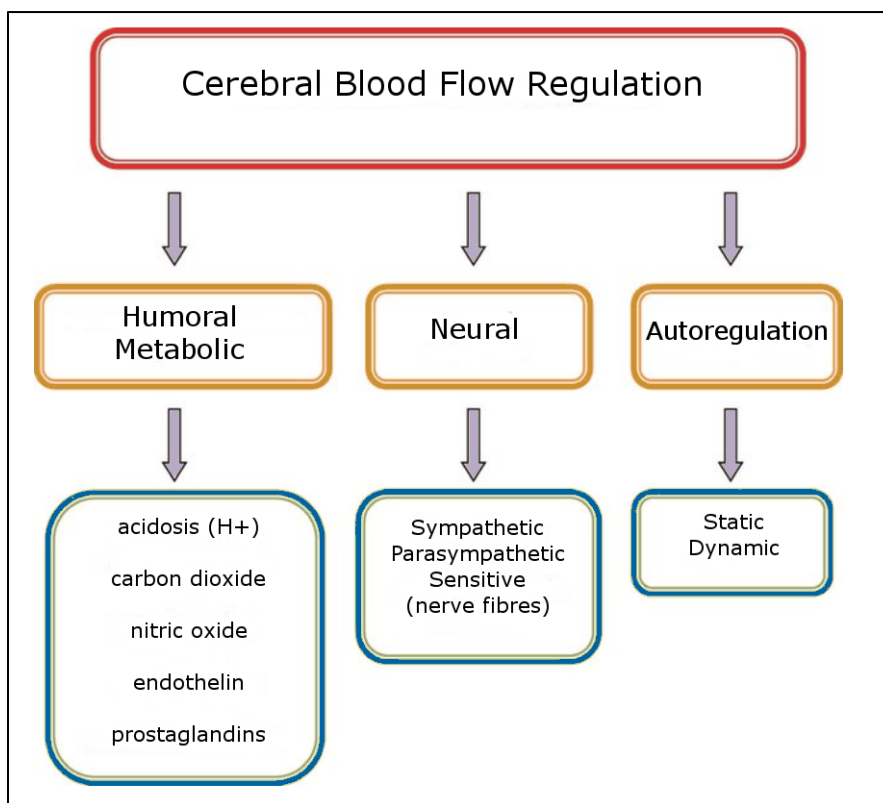 Cerebral Blood Flow Regulation
Humoral
Metabolic
Neural
Autoregulation
acidosis (H+)
carbon dioxide
nitric oxide
endothelin
prostaglandins
Sympathetic
Parasympathetic
Sensitive
(nerve fibres)
Static
Dynamic